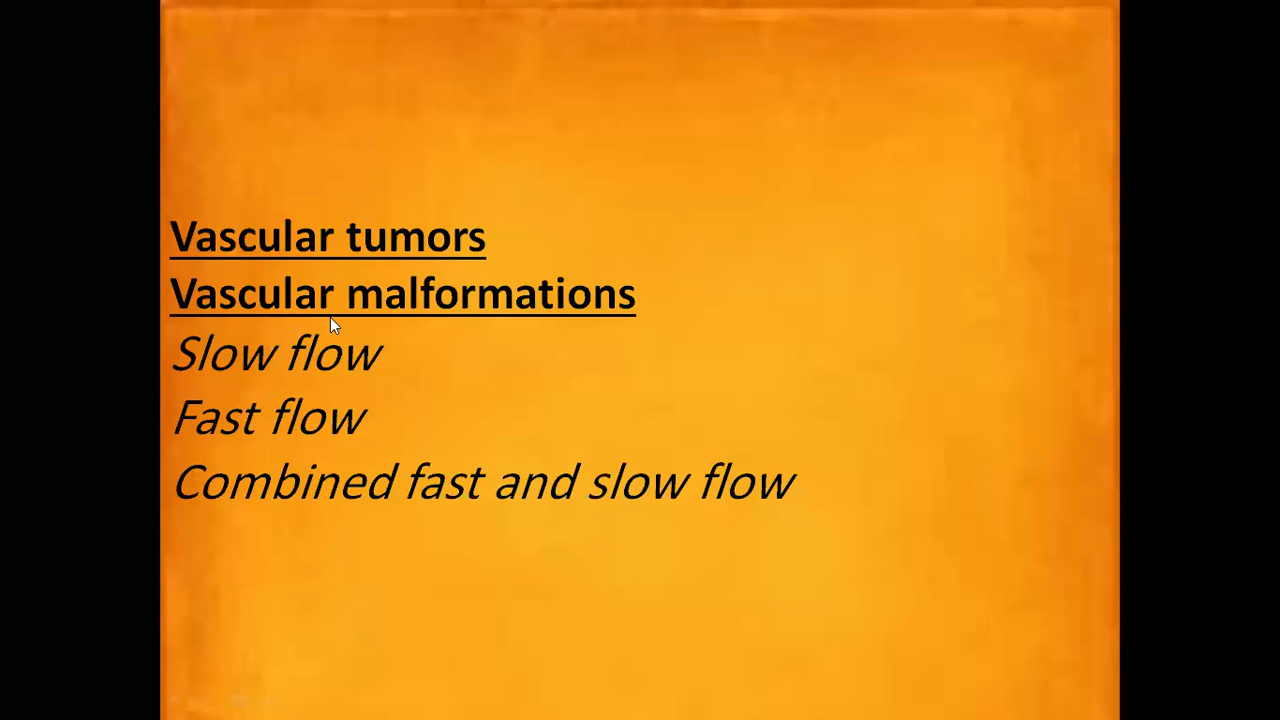 Vascular tumors
Vascular malformations
Slow flow
Fast flow
Combined fast and slow flow